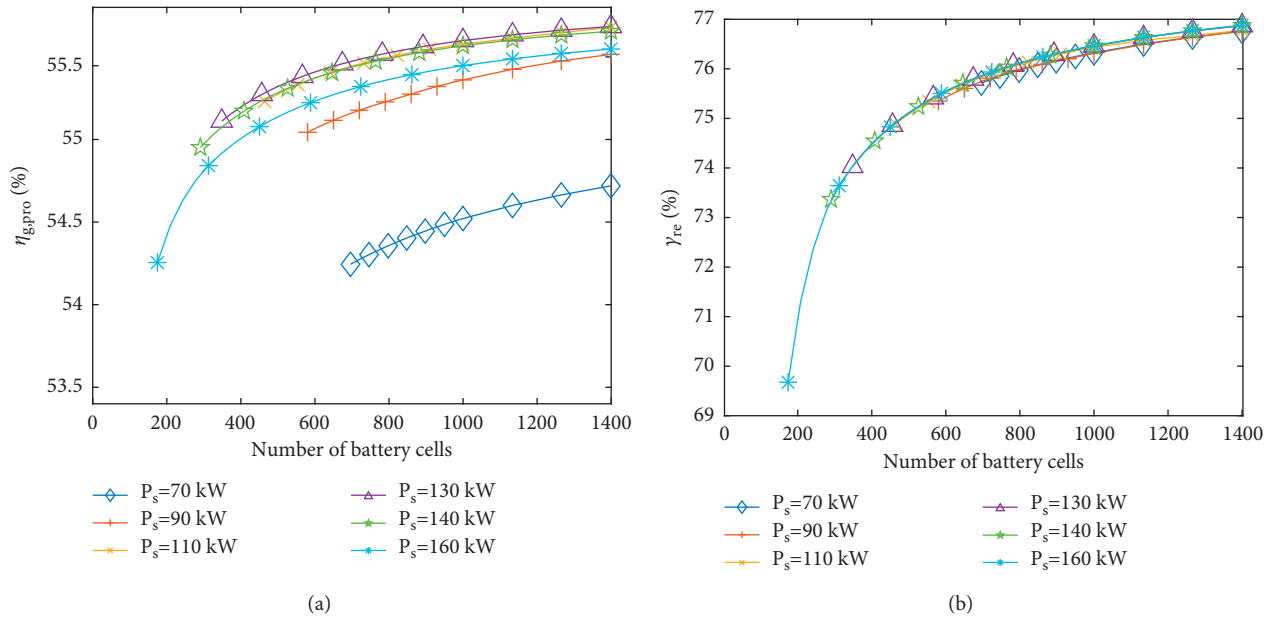 55.5
55
54.5
54
53.5
η_g,pro (%)
0 200 400 600 800 1000 1200 1400
Number of battery cells
P_s=70 kW
P_s=90 kW
P_s=110 kW
P_s=130 kW
P_s=140 kW
P_s=160 kW
(a)
77
76
75
74
73
72
71
70
69
γ_re (%)
0 200 400 600 800 1000 1200 1400
Number of battery cells
P_s=70 kW
P_s=90 kW
P_s=110 kW
P_s=130 kW
P_s=140 kW
P_s=160 kW
(b)